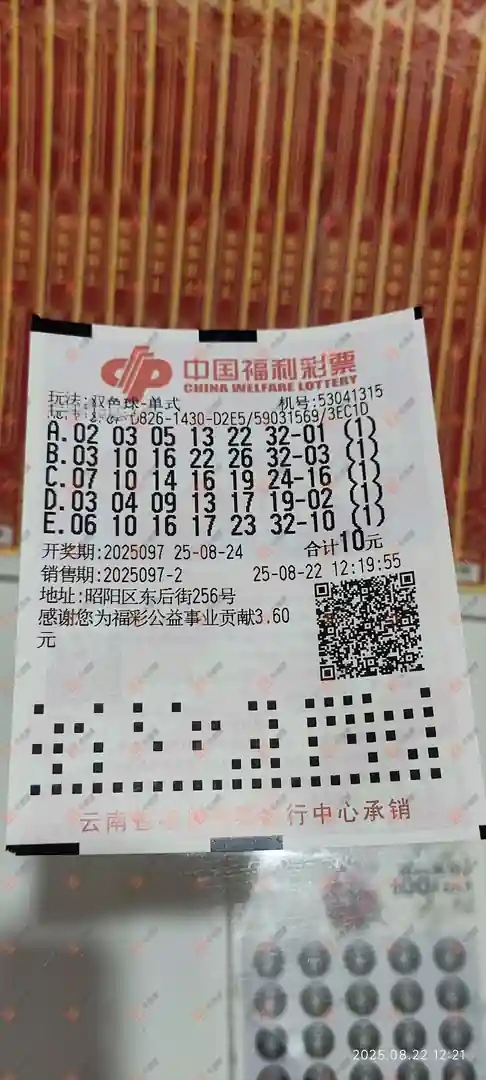 中国福利彩票
CHINA WELFARE LOTTERY
玩法:双色球-单式 机号:53041315
D826-1430-D2E5/59031569/3EC1D
A.02 03 05 13 22 32-01 (1)
B.03 10 16 22 26 32-03 (1)
C.07 10 14 16 19 24-16 (1)
D.03 04 09 13 17 19-02 (1)
E.06 10 16 17 23 32-10 (1)
开奖期:2025097 25-08-24 合计10元
销售期:2025097-2 25-08-22 12:19:55
地址:昭阳区东后街256号
感谢您为福彩公益事业贡献3.60
元
云南 行中心承销
2025.08.22 12:21